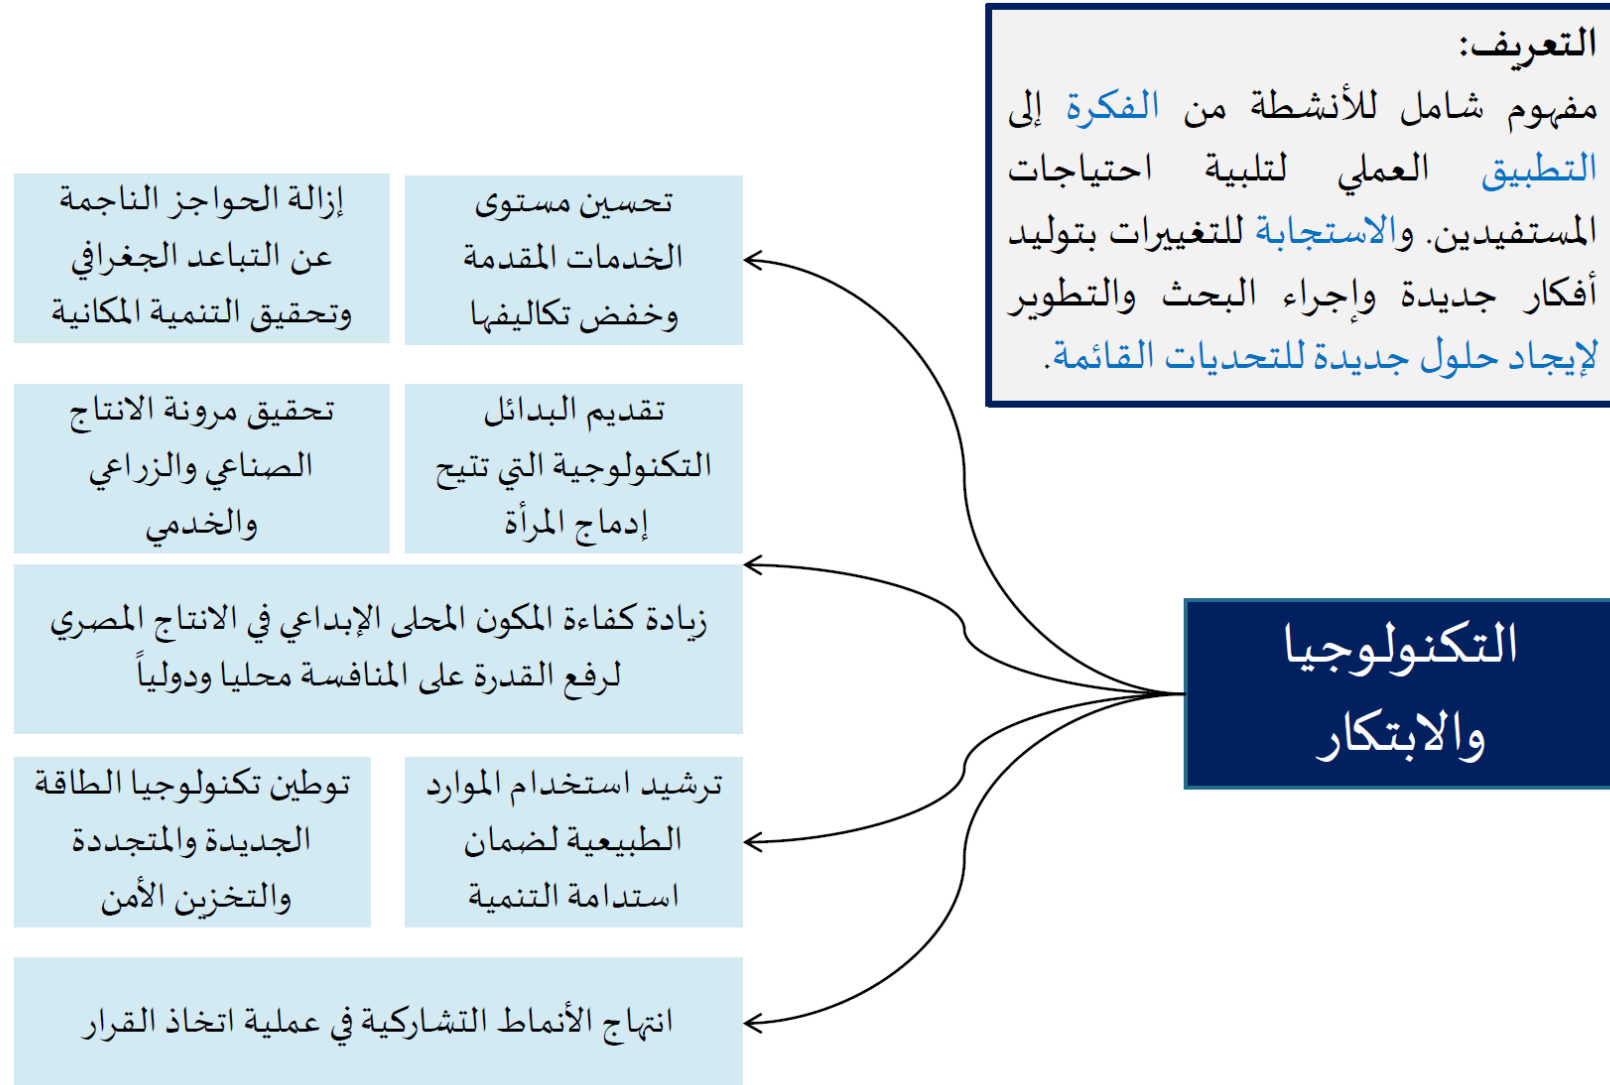 التعريف:
مفهوم شامل للأنشطة من الفكرة إلى
التطبيق العملي لتلبية احتياجات
المستفيدين. والاستجابة للتغييرات بتوليد
أفكار جديدة وإجراء البحث والتطوير
لإيجاد حلول جديدة للتحديات القائمة.
التكنولوجيا
والابتكار
تحسين مستوى
الخدمات المقدمة
وخفض تكاليفها
إزالة الحواجز الناجمة
عن التباعد الجغرافي
وتحقيق التنمية المكانية
تقديم البدائل
التكنولوجية التي تتيح
إدماج المرأة
تحقيق مرونة الانتاج
الصناعي والزراعي
والخدمي
زيادة كفاءة المكون المحلى الإبداعي في الانتاج المصري
لرفع القدرة على المنافسة محليا ودولياً
ترشيد استخدام الموارد
الطبيعية لضمان
استدامة التنمية
توطين تكنولوجيا الطاقة
الجديدة والمتجددة
والتخزين الأمن
انتهاج الأنماط التشاركية في عملية اتخاذ القرار